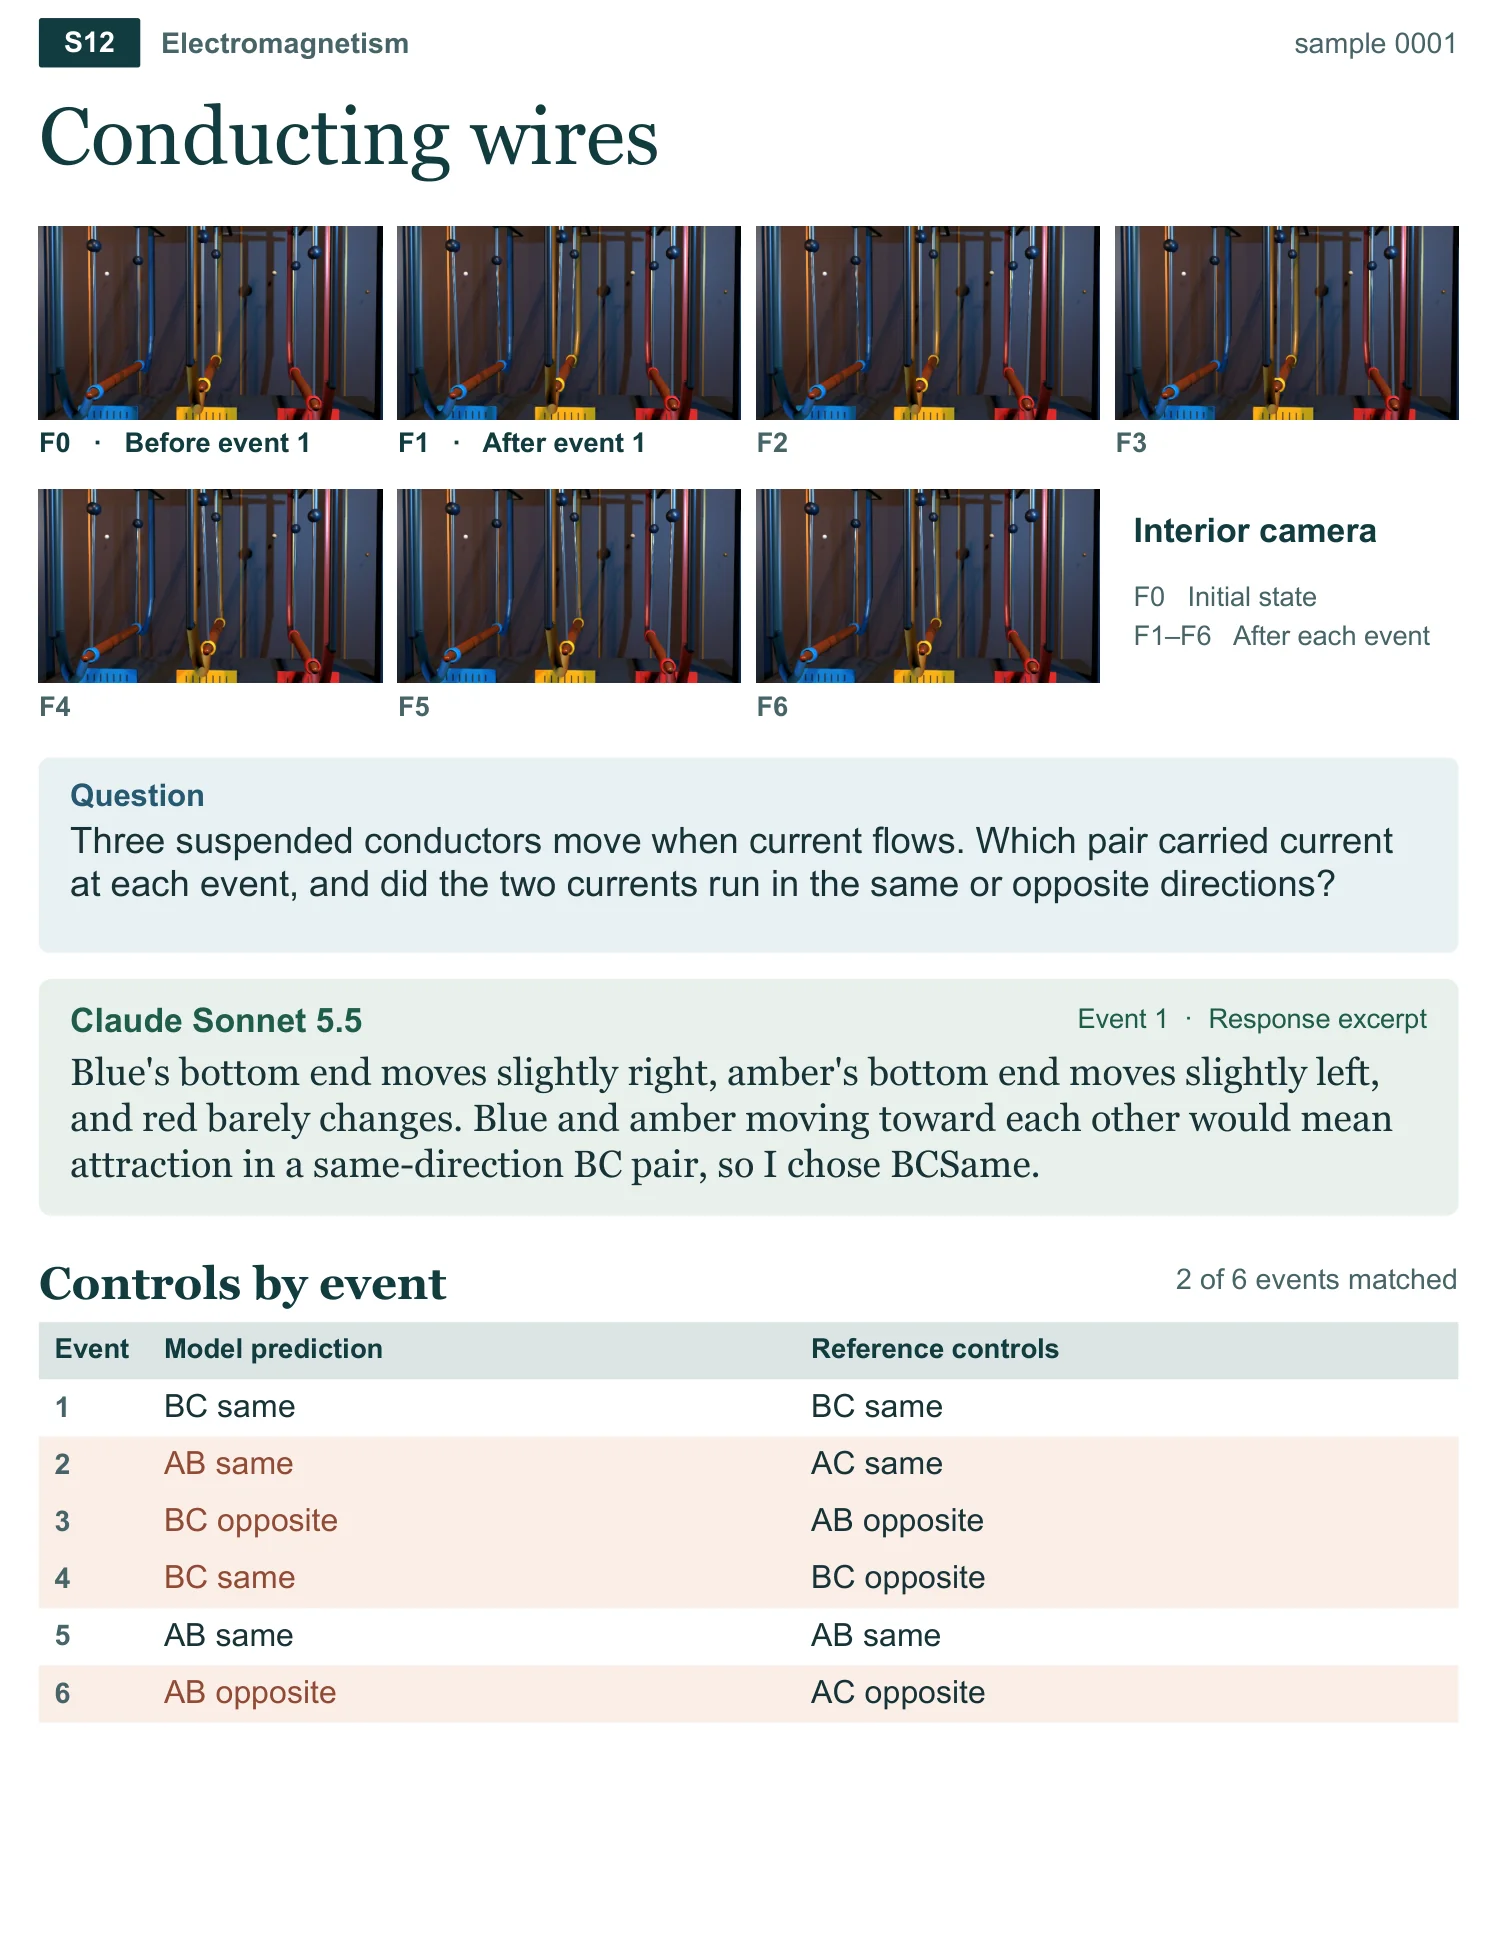 S12 Electromagnetism sample 0001
Conducting wires
F0 · Before event 1
F1 · After event 1
F2
F3
F4
F5
F6
Interior camera
F0 Initial state
F1–F6 After each event
Question
Three suspended conductors move when current flows. Which pair carried current
at each event, and did the two currents run in the same or opposite directions?
Claude Sonnet 5.5 Event 1 · Response excerpt
Blue's bottom end moves slightly right, amber's bottom end moves slightly left,
and red barely changes. Blue and amber moving toward each other would mean
attraction in a same-direction BC pair, so I chose BCSame.
Controls by event 2 of 6 events matched
Event Model prediction Reference controls
1 BC same BC same
2 AB same AC same
3 BC opposite AB opposite
4 BC same BC opposite
5 AB same AB same
6 AB opposite AC opposite